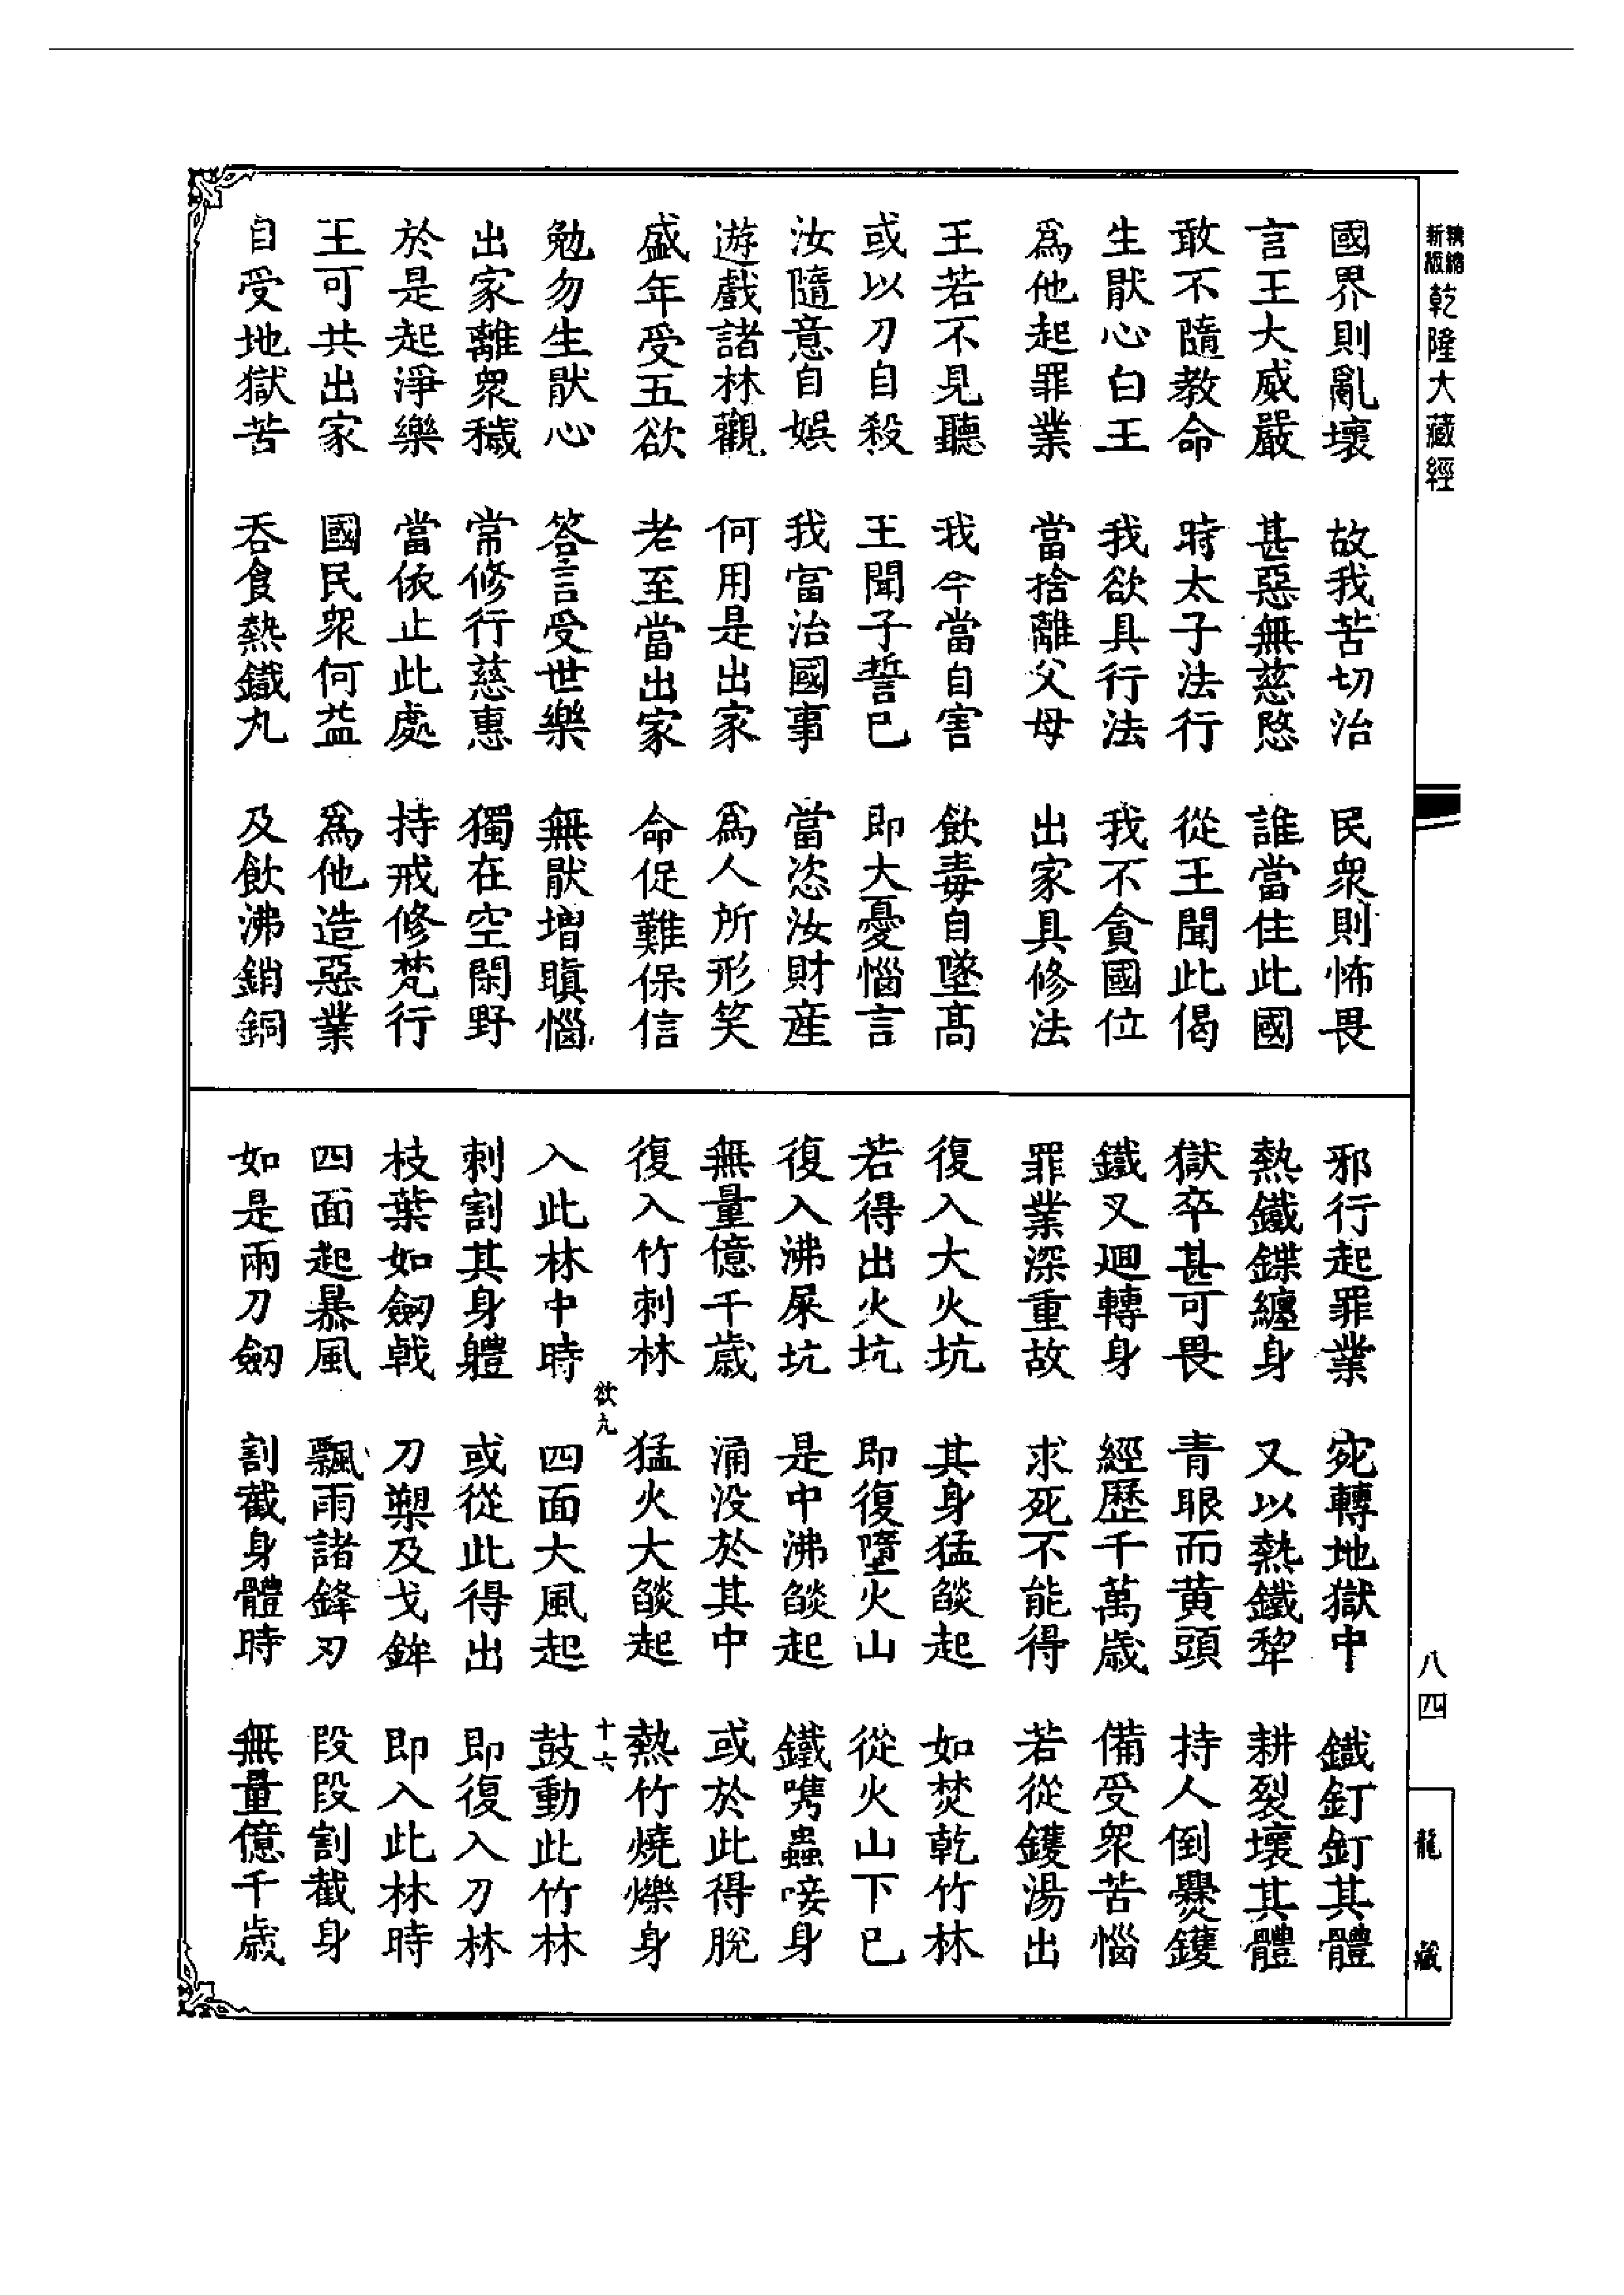 精縮
新版
乾隆大藏經
國界則亂壞　故我苦切治　民衆則怖畏
言王大威嚴　甚惡無慈愍　誰當住此國
敢不隨教命　時太子法行　從王聞此偈
生猒心白王　我欲具行法　我不貪國位
爲他起罪業　當捨離父母　出家具修法
王若不見聽　我今當自害　飲毒自墜髙
或以刀自殺　王聞子誓已　即大憂惱言
汝隨意自娛　我當治國事　當恣汝財産
遊戲諸林觀　何用是出家　爲人所形笑
盛年受五欲　老至當出家　命促難保信
勉勿生猒心　答言受世樂　無猒增瞋惱
出家離衆穢　常修行慈惠　獨在空閑野
於是起淨樂　當依止此處　持戒修梵行
王可共出家　國民衆何益　爲他造惡業
自受地獄苦　吞食熱鐵丸　及飲沸銷銅
邪行起罪業　宛轉地獄中　鐵釘釘其體
熱鐵鍱纏身　又以熱鐵犂　耕裂壞其體
獄卒甚可畏　青眼而黄頭　持人倒㸑鑊
鐵叉迴轉身　經歷千萬歳　備受衆苦惱
罪業深重故　求死不能得　若從鑊湯出
復入大火坑　其身猛燄起　如焚乾竹林
若得出火坑　即復墮火山　從火山下已
復入沸屎坑　是中沸燄起　鐵㗱蟲唼身
無量億千歳　涌没於其中　或於此得脫
復入竹刺林　猛火大燄起　熱竹燒爍身
欲九　十六
入此林中時　四面大風起　鼓動此竹林
刺割其身軆　或從此得出　即復入刀林
枝葉如劒戟　刀槊及戈鉾　即入此林時
四面起暴風　飄雨諸鋒刃　段段割截身
如是雨刀劒　割截身體時　無量億千歳
八四
龍藏